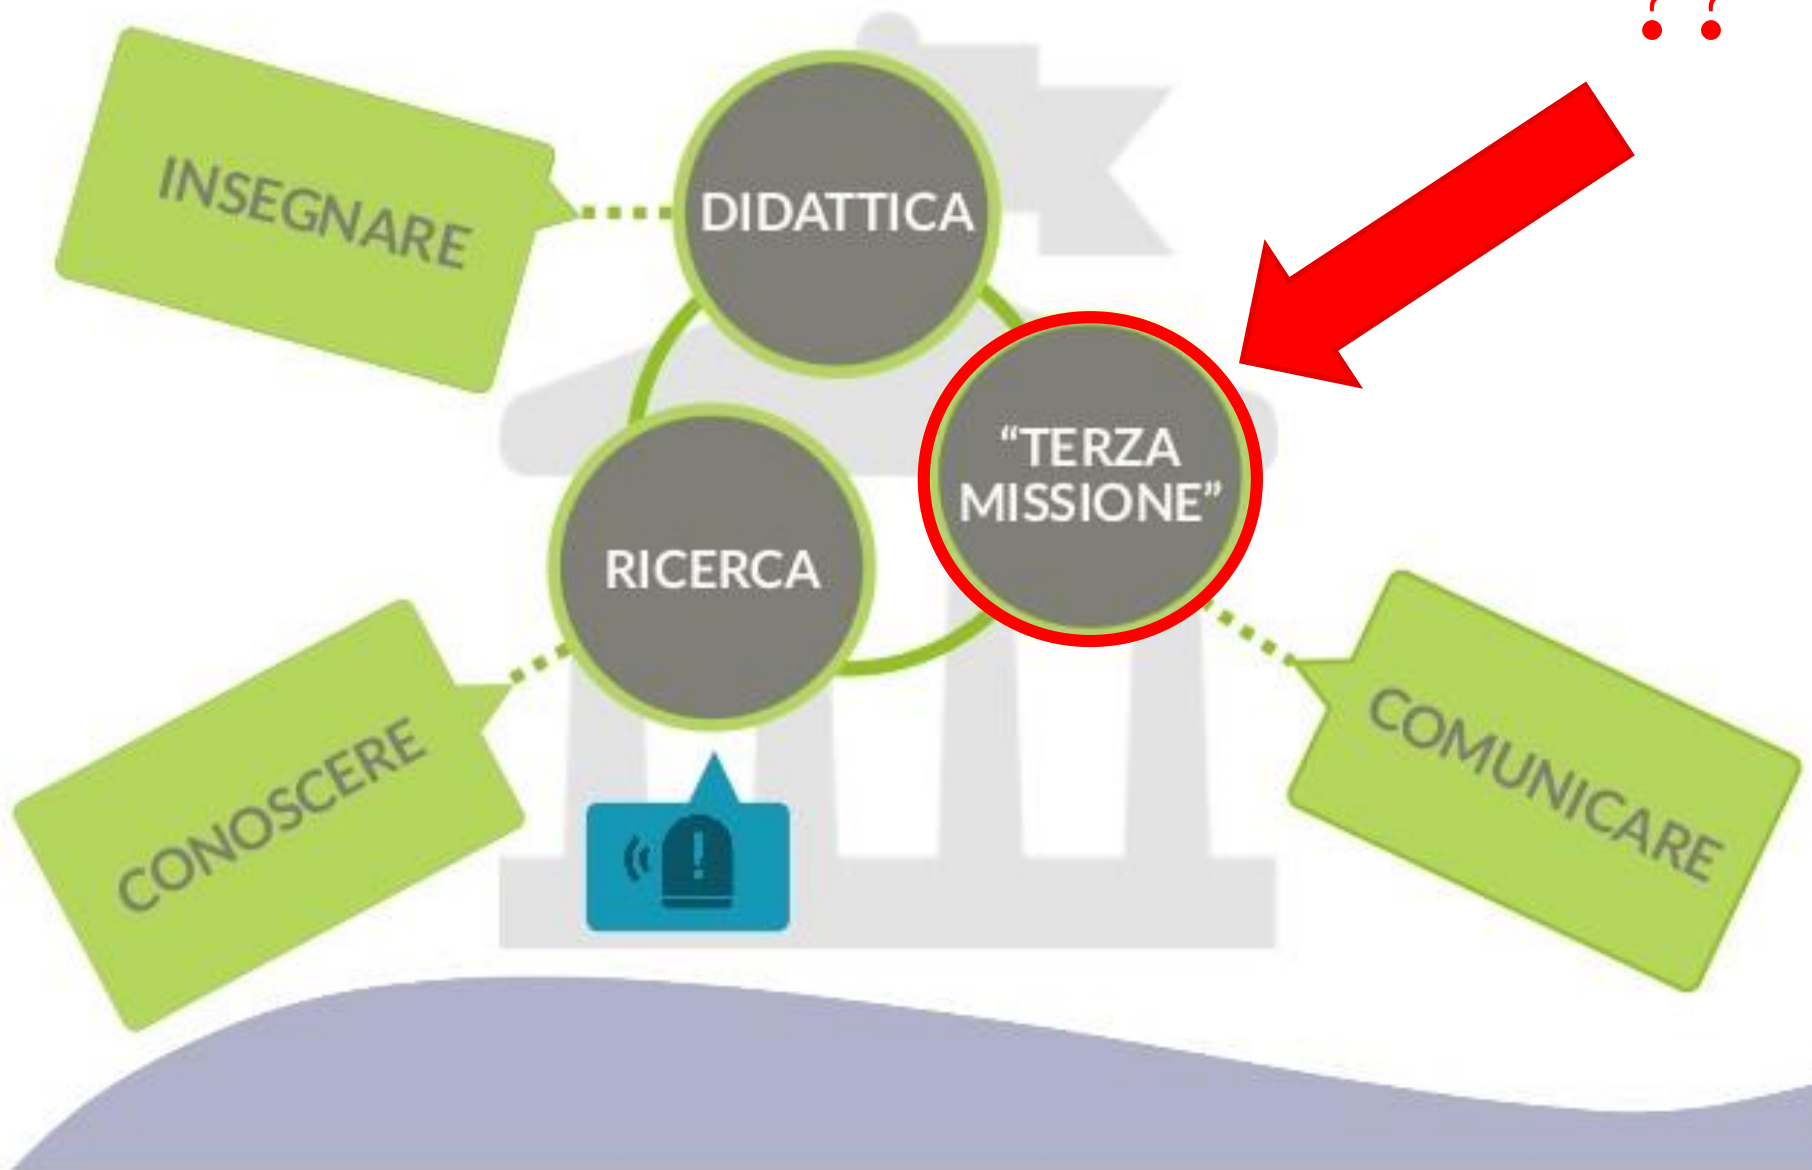 ? ?
INSEGNARE
DIDATTICA
“TERZA
MISSIONE”
RICERCA
CONOSCERE
COMUNICARE
!